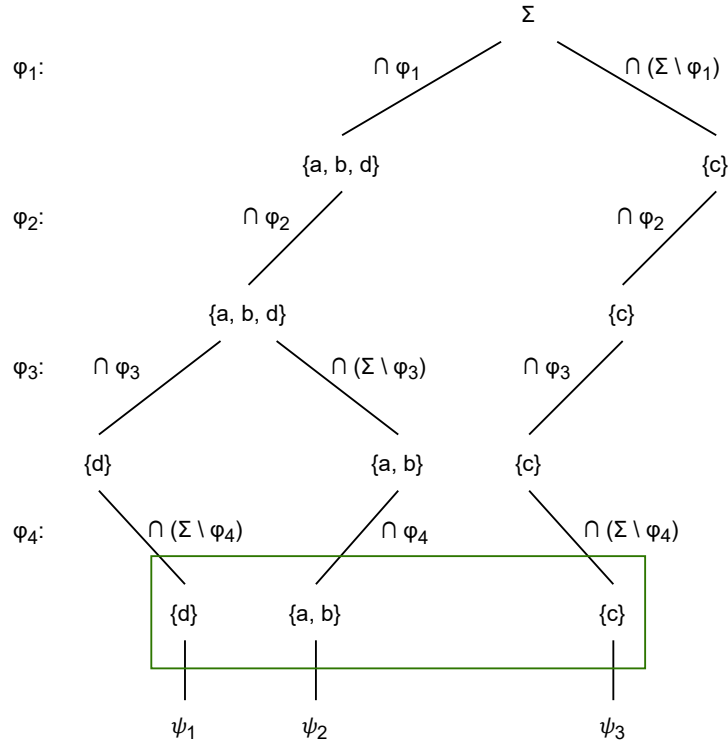 Σ
φ₁: ∩ φ₁ ∩ (Σ \ φ₁)
{a, b, d} {c}
φ₂: ∩ φ₂ ∩ φ₂
{a, b, d} {c}
φ₃: ∩ φ₃ ∩ (Σ \ φ₃) ∩ φ₃
{d} {a, b} {c}
φ₄: ∩ (Σ \ φ₄) ∩ φ₄ ∩ (Σ \ φ₄)
{d} {a, b} {c}
ψ₁ ψ₂ ψ₃